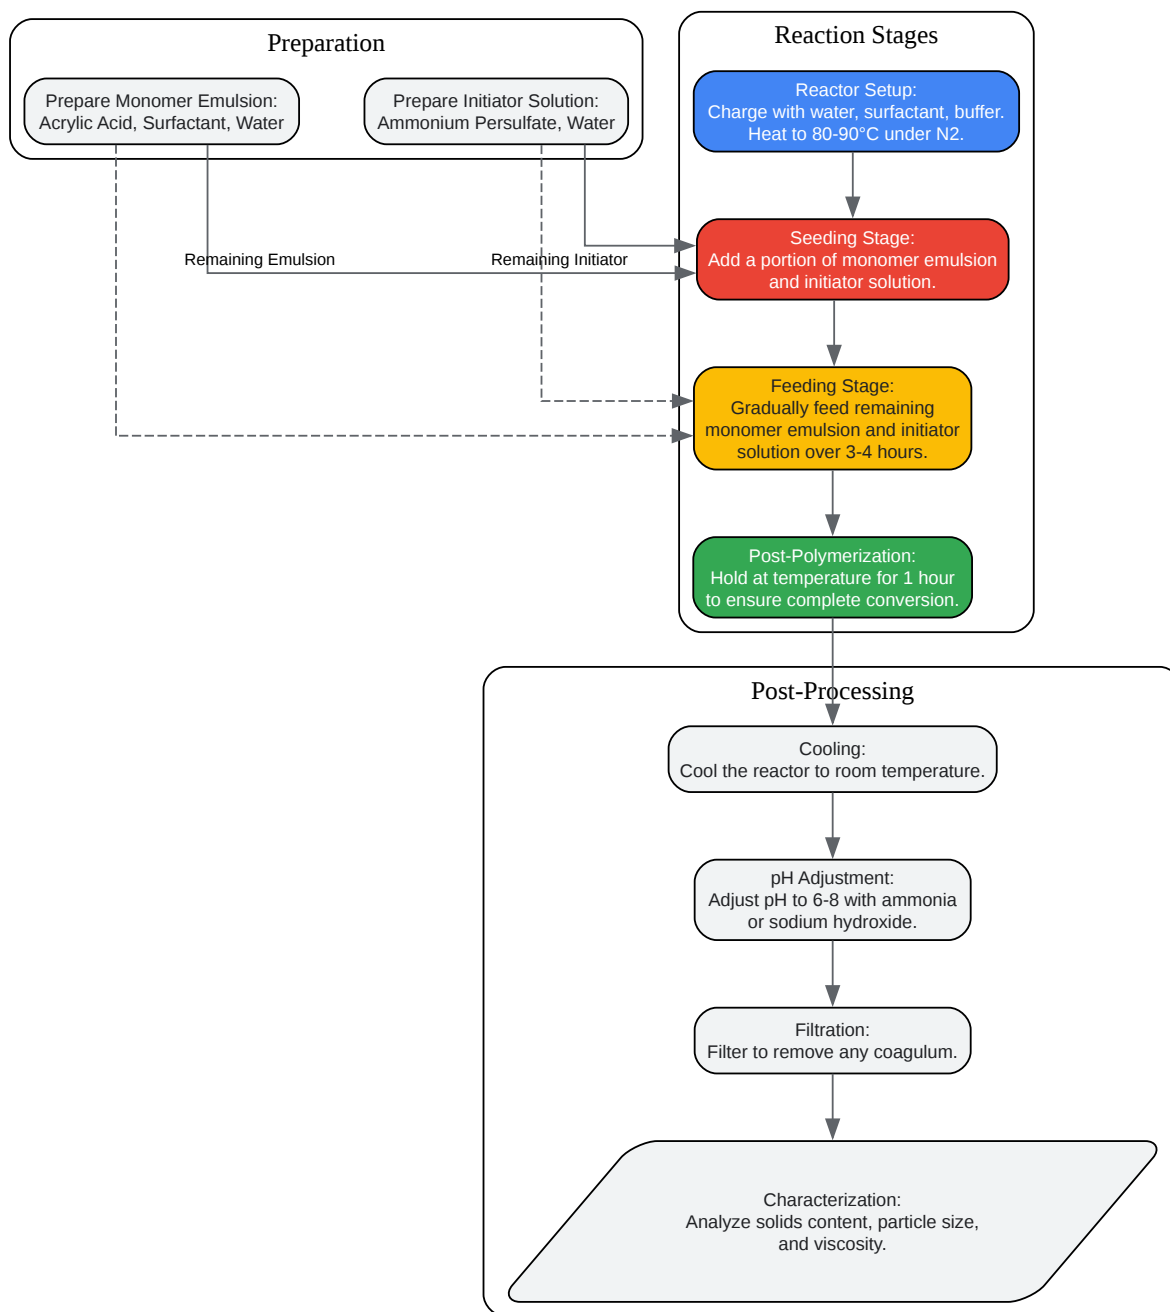 Preparation
Prepare Monomer Emulsion:
Acrylic Acid, Surfactant, Water
Prepare Initiator Solution:
Ammonium Persulfate, Water
Reaction Stages
Reactor Setup:
Charge with water, surfactant, buffer.
Heat to 80-90°C under N2.
Remaining Emulsion
Remaining Initiator
Seeding Stage:
Add a portion of monomer emulsion
and initiator solution.
Feeding Stage:
Gradually feed remaining
monomer emulsion and initiator
solution over 3-4 hours.
Post-Polymerization:
Hold at temperature for 1 hour
to ensure complete conversion.
Post-Processing
Cooling:
Cool the reactor to room temperature.
pH Adjustment:
Adjust pH to 6-8 with ammonia
or sodium hydroxide.
Filtration:
Filter to remove any coagulum.
Characterization:
Analyze solids content, particle size,
and viscosity.